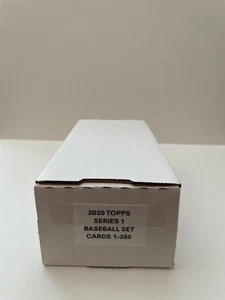 2020 TOPPS
SERIES 1
BASEBALL SET
CARDS 1-350